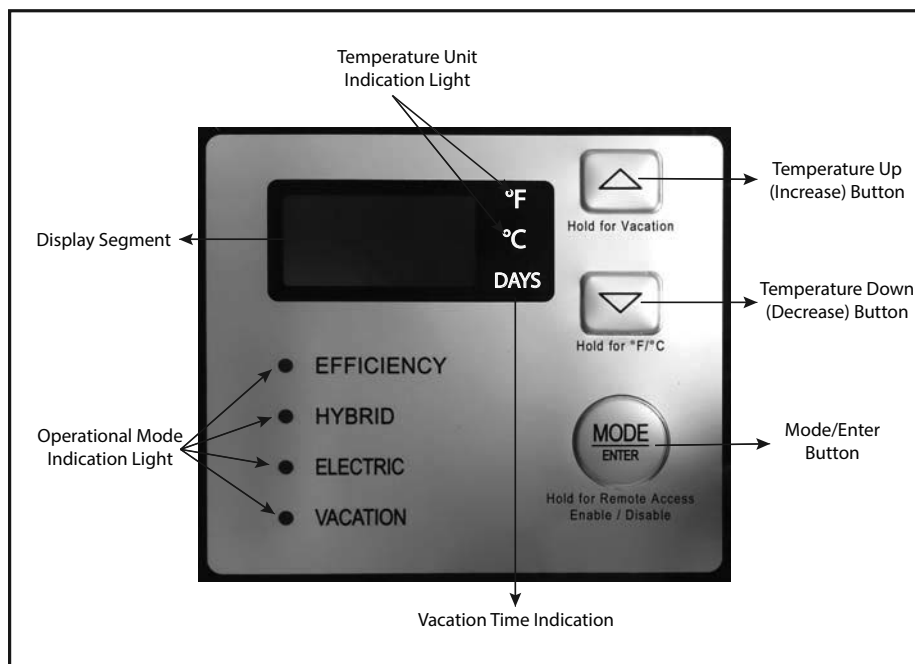 Temperature Unit
Indication Light
°F
°C
DAYS
Display Segment
Hold for Vacation
Temperature Up
(Increase) Button
Hold for °F/°C
Temperature Down
(Decrease) Button
EFFICIENCY
HYBRID
ELECTRIC
VACATION
Operational Mode
Indication Light
MODE
ENTER
Hold for Remote Access
Enable / Disable
Mode/Enter
Button
Vacation Time Indication